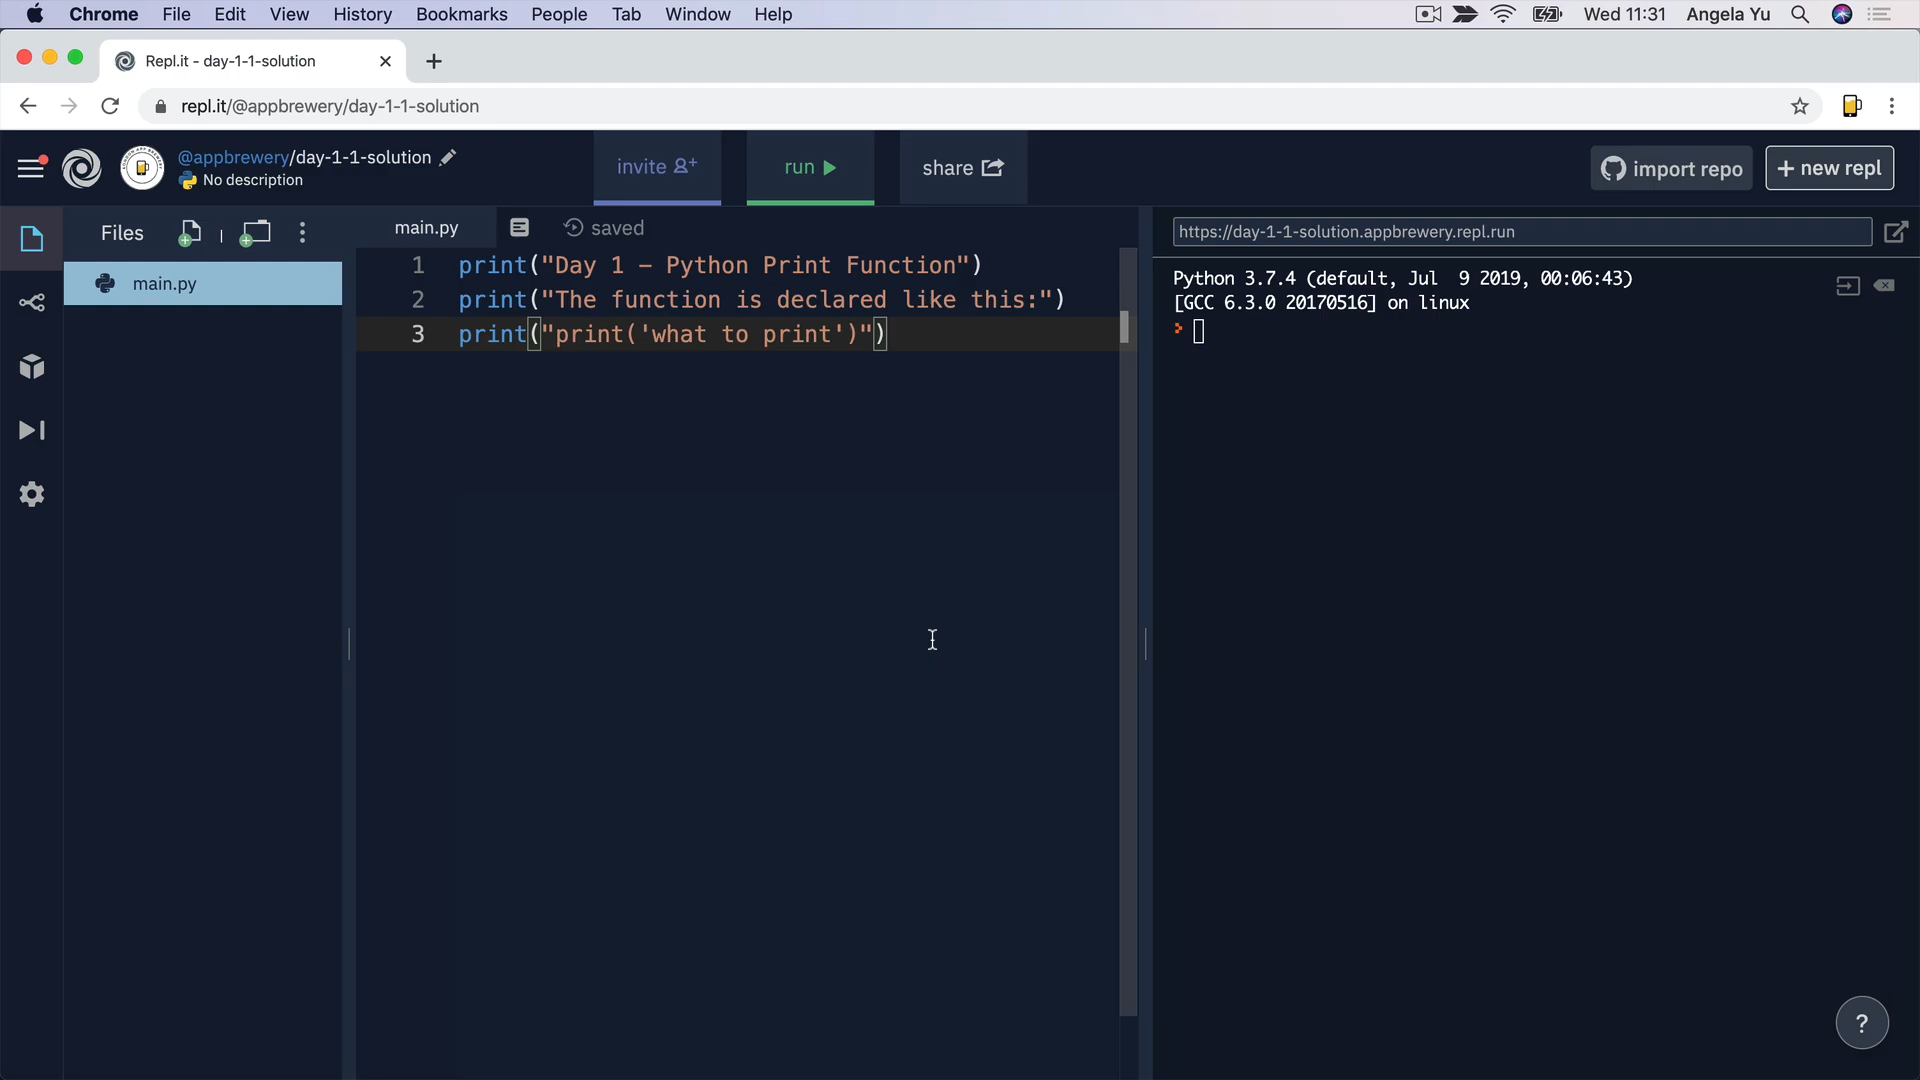 Chrome File Edit View History Bookmarks People Tab Window Help Wed 11:31 Angela Yu
Repl.it - day-1-1-solution
repl.it/@appbrewery/day-1-1-solution
@appbrewery/day-1-1-solution
No description
invite
run
share
import repo
+ new repl
Files
main.py
main.py
saved
1 print("Day 1 - Python Print Function")
2 print("The function is declared like this:")
3 print("print('what to print')")
https://day-1-1-solution.appbrewery.repl.run
Python 3.7.4 (default, Jul  9 2019, 00:06:43)
[GCC 6.3.0 20170516] on linux
?